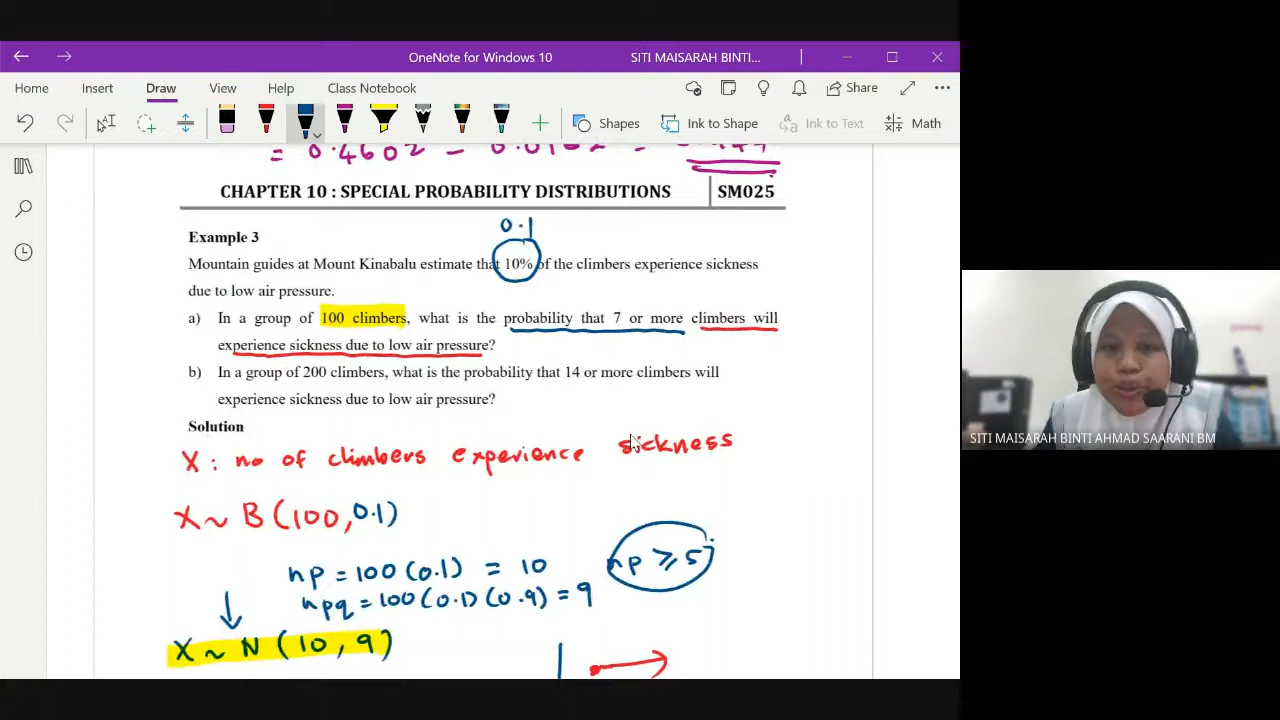 OneNote for Windows 10
SITI MAISARAH BINTI...
Home Insert Draw View Help Class Notebook
Share
Shapes
Ink to Shape
Ink to Text
Math
= 0.4602 - 0.0162 =
CHAPTER 10 : SPECIAL PROBABILITY DISTRIBUTIONS SM025
0.1
Example 3
Mountain guides at Mount Kinabalu estimate that 10% of the climbers experience sickness
due to low air pressure.
a) In a group of 100 climbers, what is the probability that 7 or more climbers will
experience sickness due to low air pressure?
b) In a group of 200 climbers, what is the probability that 14 or more climbers will
experience sickness due to low air pressure?
Solution
X : no of climbers experience sickness
X ~ B (100, 0.1)
np = 100 (0.1) = 10
np ≥ 5
npq = 100 (0.1) (0.9) = 9
X ~ N (10, 9)
SITI MAISARAH BINTI AHMAD SAARANI BM